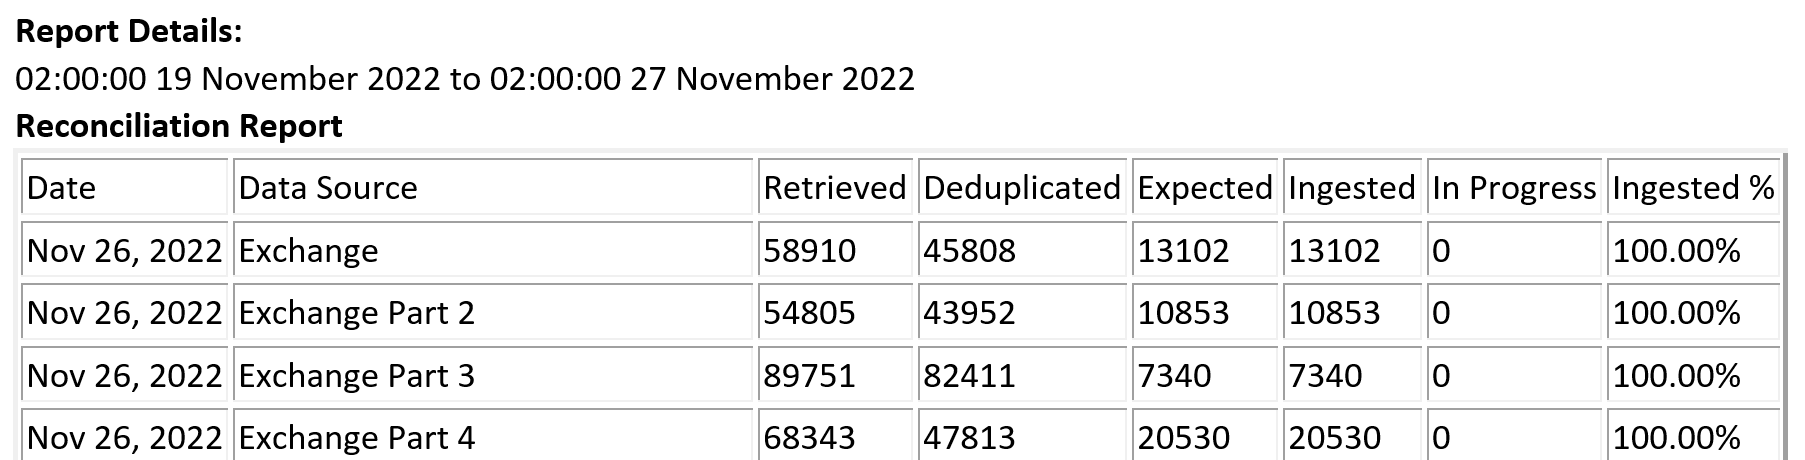 Report Details:
02:00:00 19 November 2022 to 02:00:00 27 November 2022
Reconciliation Report
Date Data Source Retrieved Deduplicated Expected Ingested In Progress Ingested %
Nov 26, 2022 Exchange 58910 45808 13102 13102 0 100.00%
Nov 26, 2022 Exchange Part 2 54805 43952 10853 10853 0 100.00%
Nov 26, 2022 Exchange Part 3 89751 82411 7340 7340 0 100.00%
Nov 26, 2022 Exchange Part 4 68343 47813 20530 20530 0 100.00%